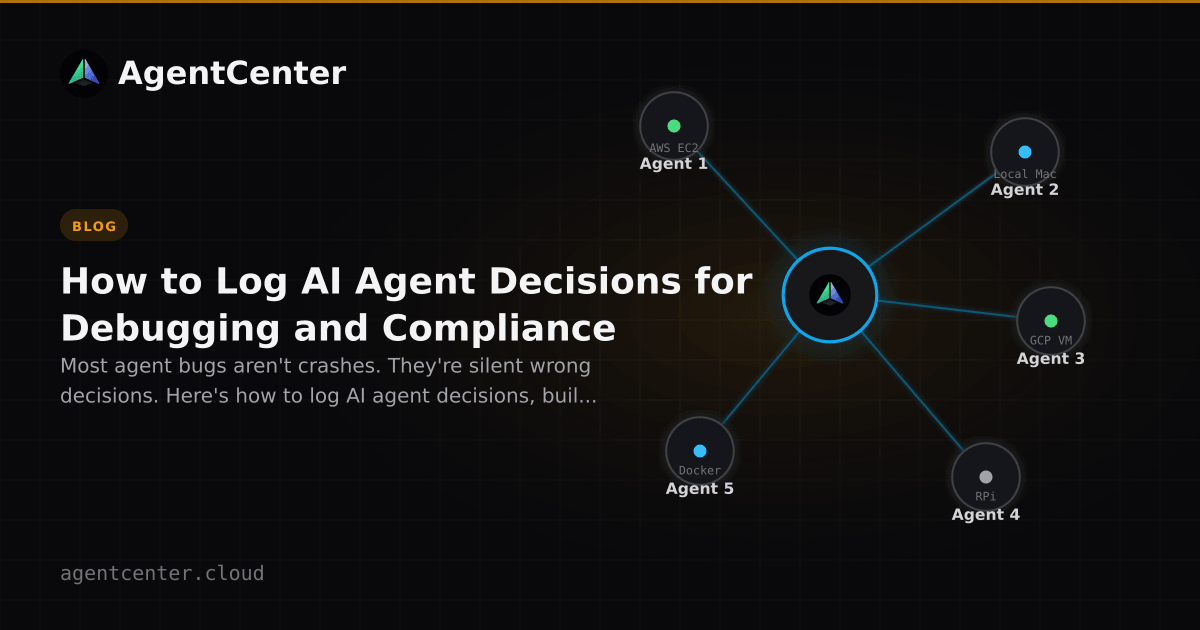 AgentCenter
BLOG
How to Log AI Agent Decisions for
Debugging and Compliance
Most agent bugs aren't crashes. They're silent wrong
decisions. Here's how to log AI agent decisions, buil...
agentcenter.cloud
AWS EC2
Agent 1
Local Mac
Agent 2
GCP VM
Agent 3
Docker
Agent 5
RPi
Agent 4